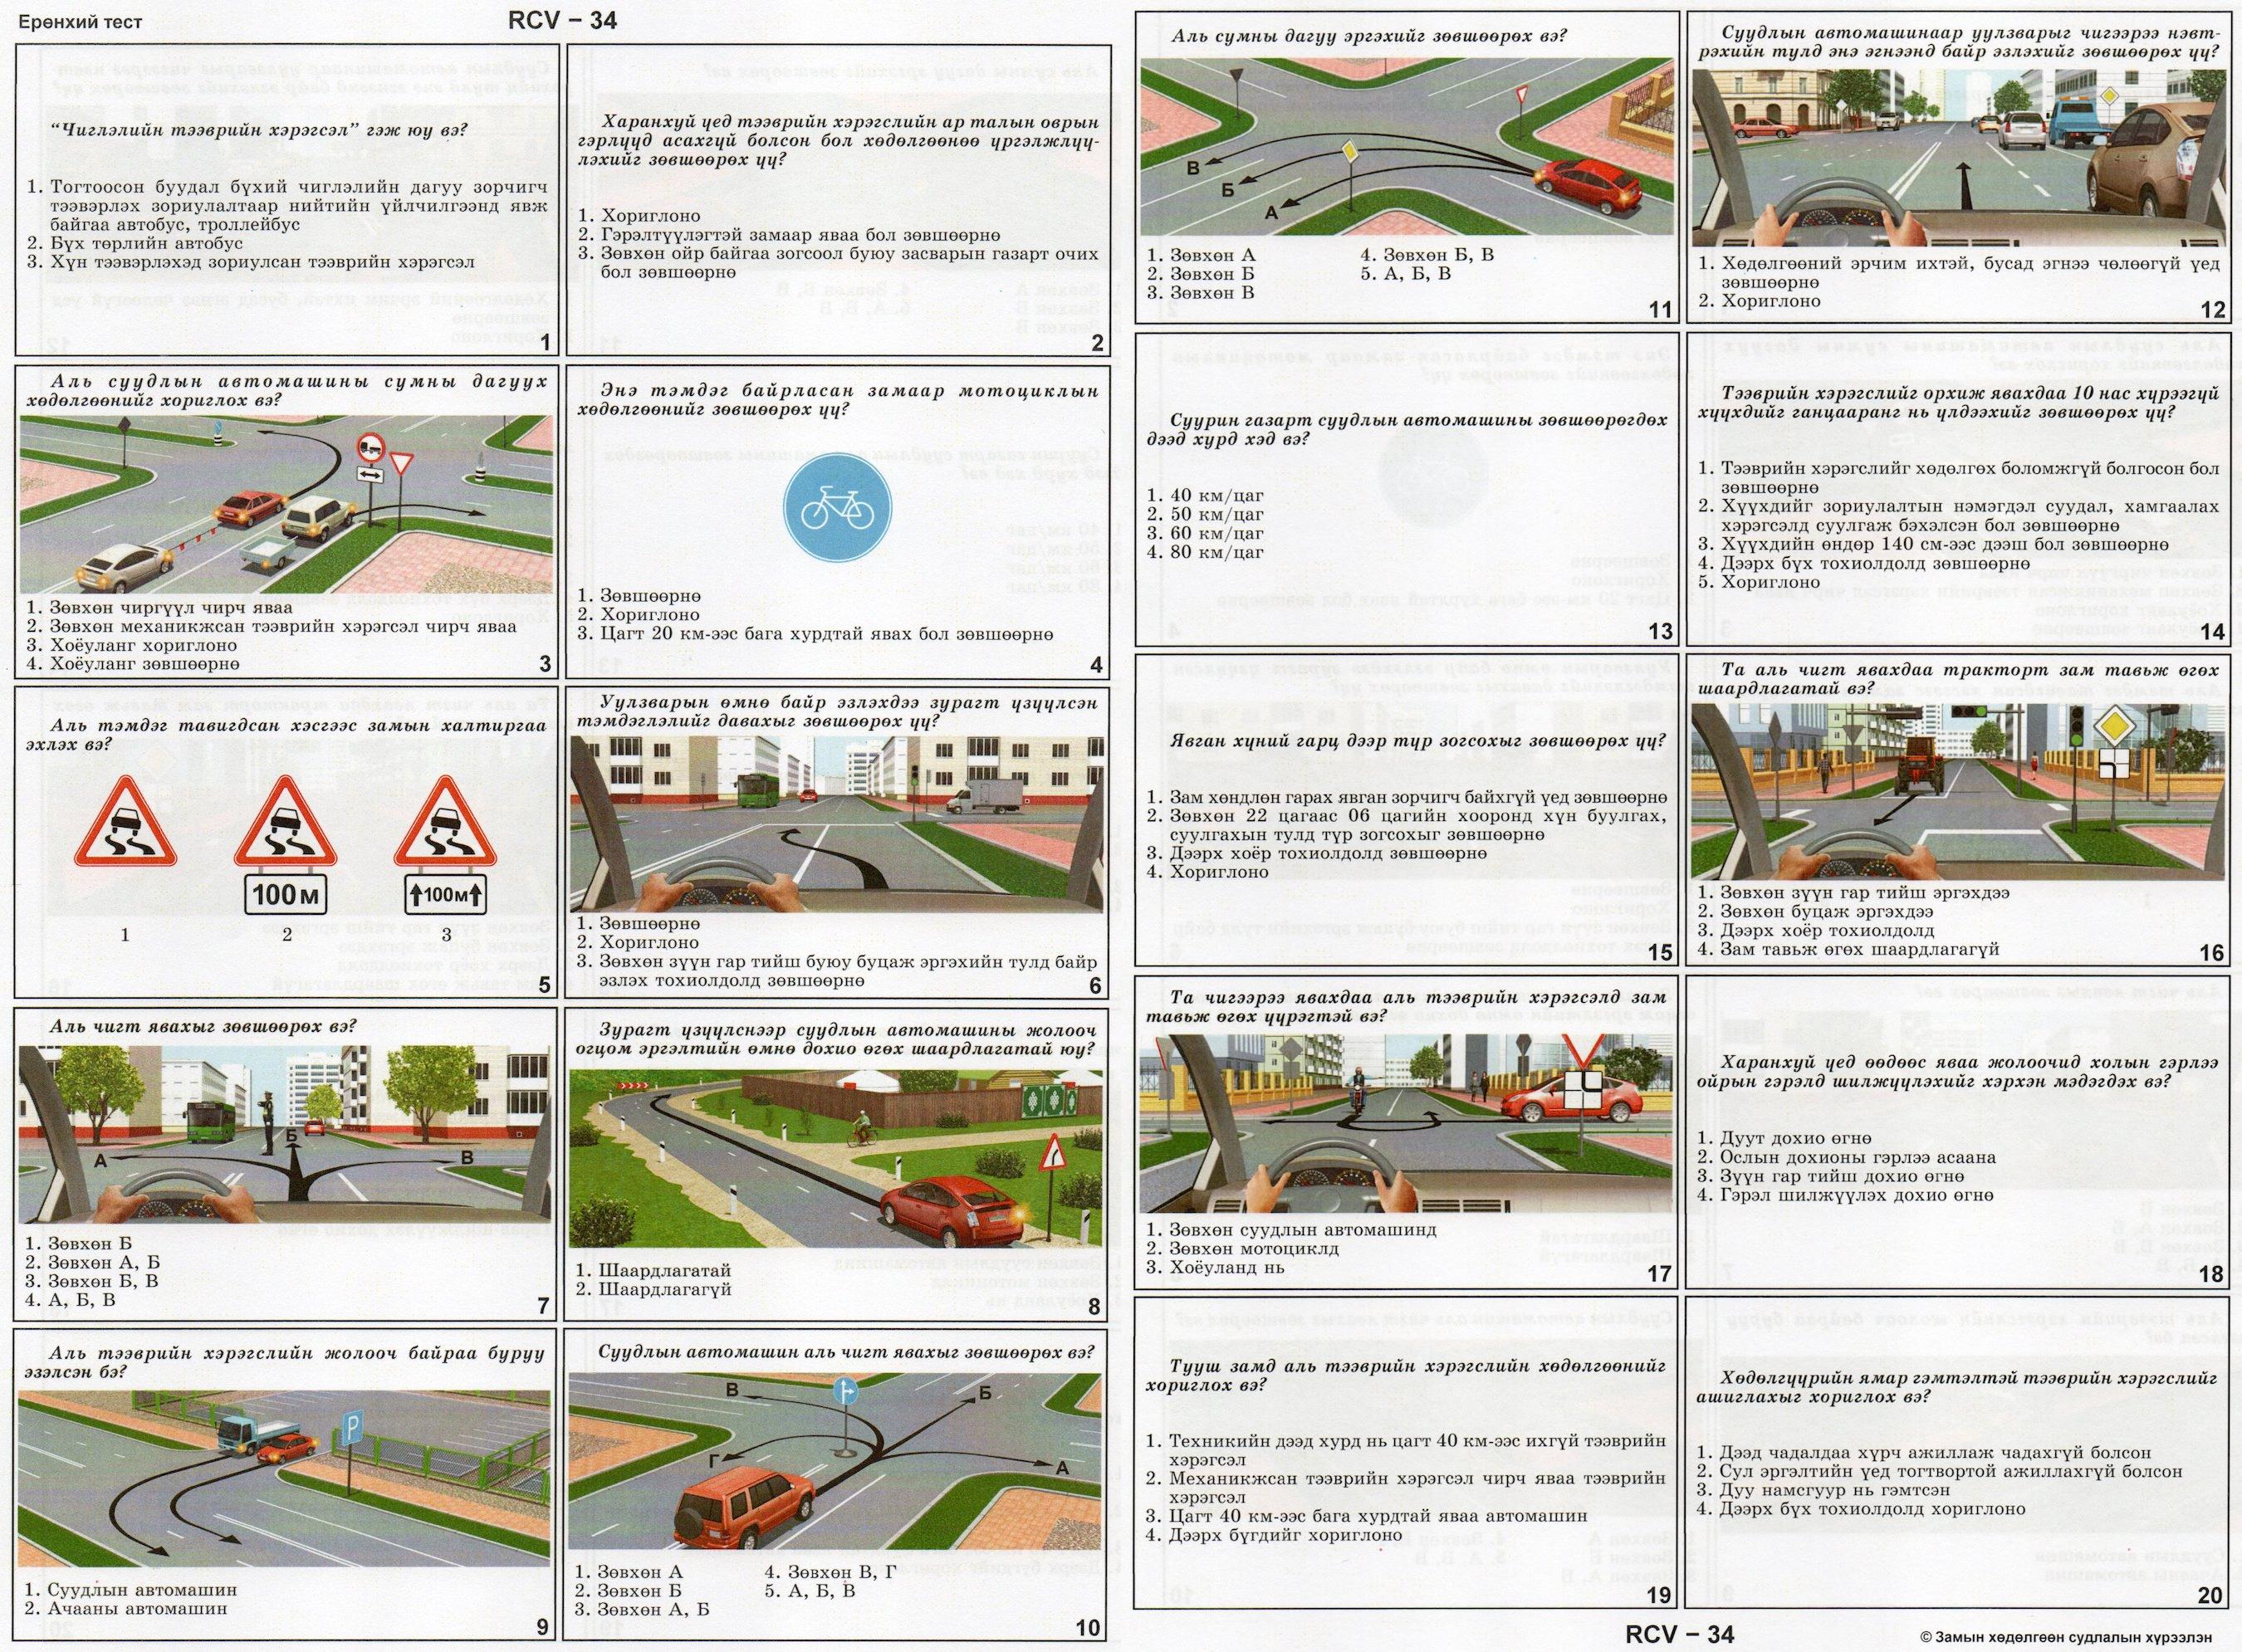 Ерөнхий тест
RCV – 34
“Чиглэлийн тээврийн хэрэгсэл” гэж юу вэ?
1. Тогтоосон буудал бүхий чиглэлийн дагуу зорчигч
тээвэрлэх зориулалтаар нийтийн үйлчилгээнд явж
байгаа автобус, троллейбус
2. Бүх төрлийн автобус
3. Хүн тээвэрлэхэд зориулсан тээврийн хэрэгсэл
1
Харанхуй үед тээврийн хэрэгслийн ар талын оврын
гэрлүүд асахгүй болсон бол хөдөлгөөнөө үргэлжлүү-
лэхийг зөвшөөрөх үү?
1. Хориглоно
2. Гэрэлтүүлэгтэй замаар яваа бол зөвшөөрнө
3. Зөвхөн ойр байгаа зогсоол буюу засварын газарт очих
бол зөвшөөрнө
2
Аль суудлын автомашины сумны дагуух
хөдөлгөөнийг хориглох вэ?
1. Зөвхөн чиргүүл чирч яваа
2. Зөвхөн механикжсан тээврийн хэрэгсэл чирч яваа
3. Хоёуланг хориглоно
4. Хоёуланг зөвшөөрнө
3
Энэ тэмдэг байрласан замаар мотоциклын
хөдөлгөөнийг зөвшөөрөх үү?
1. Зөвшөөрнө
2. Хориглоно
3. Цагт 20 км-ээс бага хурдтай явах бол зөвшөөрнө
4
Аль тэмдэг тавигдсан хэсгээс замын халтиргаа
эхлэх вэ?
100 м
100м
1
2
3
5
Уулзварын өмнө байр эзлэхдээ зурагт үзүүлсэн
тэмдэглэлийг давахыг зөвшөөрөх үү?
1. Зөвшөөрнө
2. Хориглоно
3. Зөвхөн зүүн гар тийш буюу буцаж эргэхийн тулд байр
эзлэх тохиолдолд зөвшөөрнө
6
Аль чигт явахыг зөвшөөрөх вэ?
А
Б
В
1. Зөвхөн Б
2. Зөвхөн А, Б
3. Зөвхөн Б, В
4. А, Б, В
7
Зурагт үзүүлснээр суудлын автомашины жолооч
огцом эргэлтийн өмнө дохио өгөх шаардлагатай юу?
1. Шаардлагатай
2. Шаардлагагүй
8
Аль тээврийн хэрэгслийн жолооч байраа буруу
эзэлсэн бэ?
P
1. Суудлын автомашин
2. Ачааны автомашин
9
Суудлын автомашин аль чигт явахыг зөвшөөрөх вэ?
В
Б
Г
А
1. Зөвхөн А
2. Зөвхөн Б
3. Зөвхөн А, Б
4. Зөвхөн В, Г
5. А, Б, В
10
Аль сумны дагуу эргэхийг зөвшөөрөх вэ?
В
Б
А
1. Зөвхөн А
2. Зөвхөн Б
3. Зөвхөн В
4. Зөвхөн Б, В
5. А, Б, В
11
Суудлын автомашинаар уулзварыг чигээрээ нэвт-
рэхийн тулд энэ эгнээнд байр эзлэхийг зөвшөөрөх үү?
1. Хөдөлгөөний эрчим ихтэй, бусад эгнээ чөлөөгүй үед
зөвшөөрнө
2. Хориглоно
12
Суурин газарт суудлын автомашины зөвшөөрөгдөх
дээд хурд хэд вэ?
1. 40 км/цаг
2. 50 км/цаг
3. 60 км/цаг
4. 80 км/цаг
13
Тээврийн хэрэгслийг орхиж явахдаа 10 нас хүрээгүй
хүүхдийг ганцааранг нь үлдээхийг зөвшөөрөх үү?
1. Тээврийн хэрэгслийг хөдөлгөх боломжгүй болгосон бол
зөвшөөрнө
2. Хүүхдийг зориулалтын нэмэгдэл суудал, хамгаалах
хэрэгсэлд суулгаж бэхэлсэн бол зөвшөөрнө
3. Хүүхдийн өндөр 140 см-ээс дээш бол зөвшөөрнө
4. Дээрх бүх тохиолдолд зөвшөөрнө
5. Хориглоно
14
Явган хүний гарц дээр түр зогсохыг зөвшөөрөх үү?
1. Зам хөндлөн гарах явган зорчигч байхгүй үед зөвшөөрнө
2. Зөвхөн 22 цагаас 06 цагийн хооронд хүн буулгах,
суулгахын тулд түр зогсохыг зөвшөөрнө
3. Дээрх хоёр тохиолдолд зөвшөөрнө
4. Хориглоно
15
Та аль чигт явахдаа тракторт зам тавьж өгөх
шаардлагатай вэ?
1. Зөвхөн зүүн гар тийш эргэхдээ
2. Зөвхөн буцаж эргэхдээ
3. Дээрх хоёр тохиолдолд
4. Зам тавьж өгөх шаардлагагүй
16
Та чигээрээ явахдаа аль тээврийн хэрэгсэлд зам
тавьж өгөх үүрэгтэй вэ?
1. Зөвхөн суудлын автомашинд
2. Зөвхөн мотоциклд
3. Хоёуланд нь
17
Харанхуй үед өөдөөс яваа жолоочид холын гэрлээ
ойрын гэрэлд шилжүүлэхийг хэрхэн мэдэгдэх вэ?
1. Дуут дохио өгнө
2. Ослын дохионы гэрлээ асаана
3. Зүүн гар тийш дохио өгнө
4. Гэрэл шилжүүлэх дохио өгнө
18
Тууш замд аль тээврийн хэрэгслийн хөдөлгөөнийг
хориглох вэ?
1. Техникийн дээд хурд нь цагт 40 км-ээс ихгүй тээврийн
хэрэгсэл
2. Механикжсан тээврийн хэрэгсэл чирч яваа тээврийн
хэрэгсэл
3. Цагт 40 км-ээс бага хурдтай яваа автомашин
4. Дээрх бүгдийг хориглоно
19
Хөдөлгүүрийн ямар гэмтэлтэй тээврийн хэрэгслийг
ашиглахыг хориглох вэ?
1. Дээд чадалдаа хүрч ажиллаж чадахгүй болсон
2. Сул эргэлтийн үед тогтвортой ажиллахгүй болсон
3. Дуу намсгуур нь гэмтсэн
4. Дээрх бүх тохиолдолд хориглоно
20
RCV – 34
© Замын хөдөлгөөн судлалын хүрээлэн